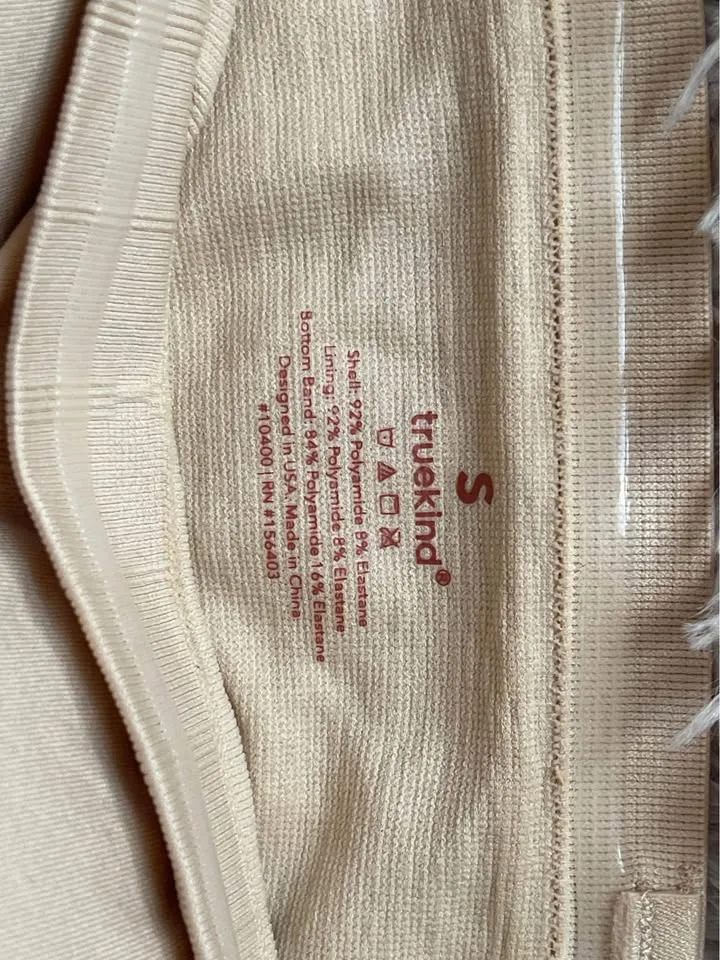 S
truekind®
Shell: 92% Polyamide 8% Elastane
Lining: 92% Polyamide 8% Elastane
Bottom Band: 84% Polyamide 16% Elastane
Designed in USA, Made in China
#10400 | RN #156403